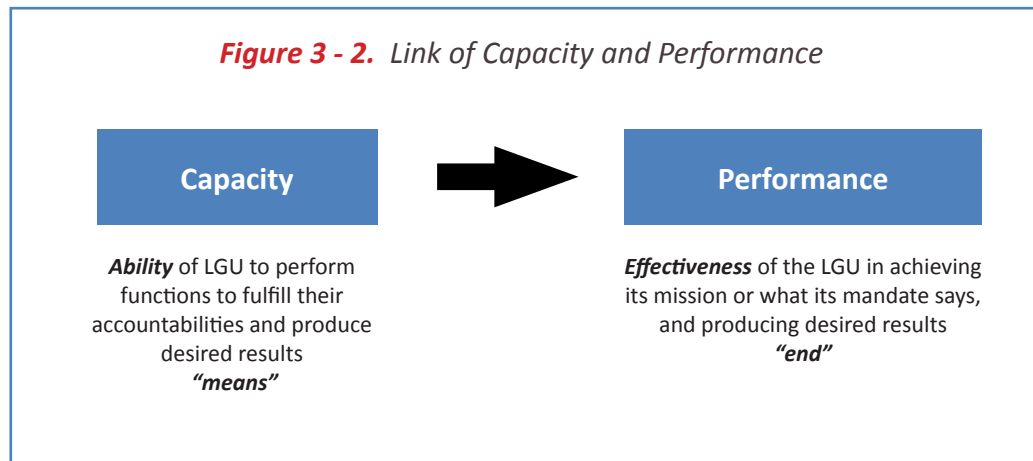 Figure 3 - 2. Link of Capacity and Performance
Capacity
Performance
Ability of LGU to perform
functions to fulfill their
accountabilities and produce
desired results
“means”
Effectiveness of the LGU in achieving
its mission or what its mandate says,
and producing desired results
“end”